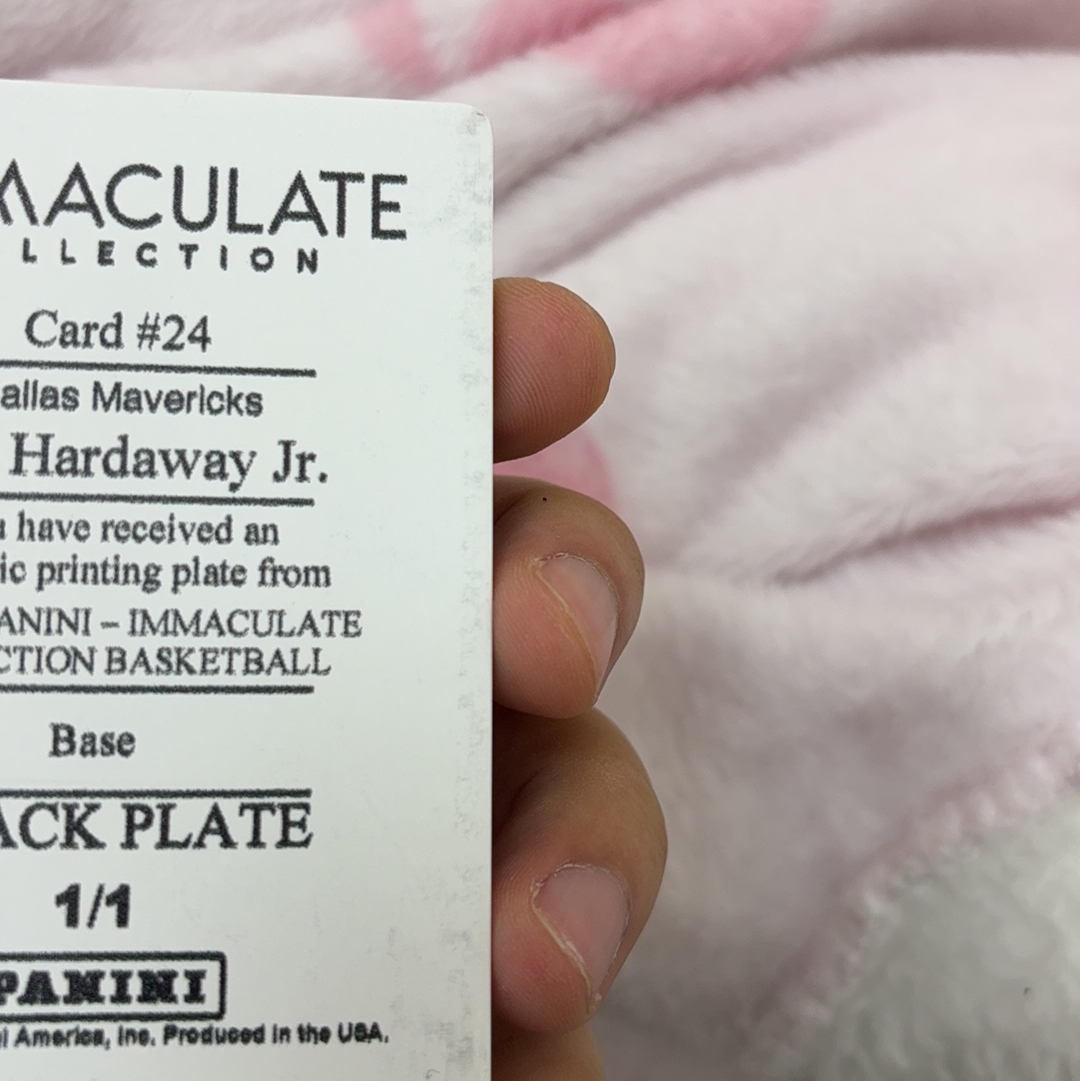 MACULATE
LLECTION
Card #24
allas Mavericks
Hardaway Jr.
u have received an
ic printing plate from
ANINI – IMMACULATE
CTION BASKETBALL
Base
ACK PLATE
1/1
PANINI
i America, Inc. Produced in the USA.